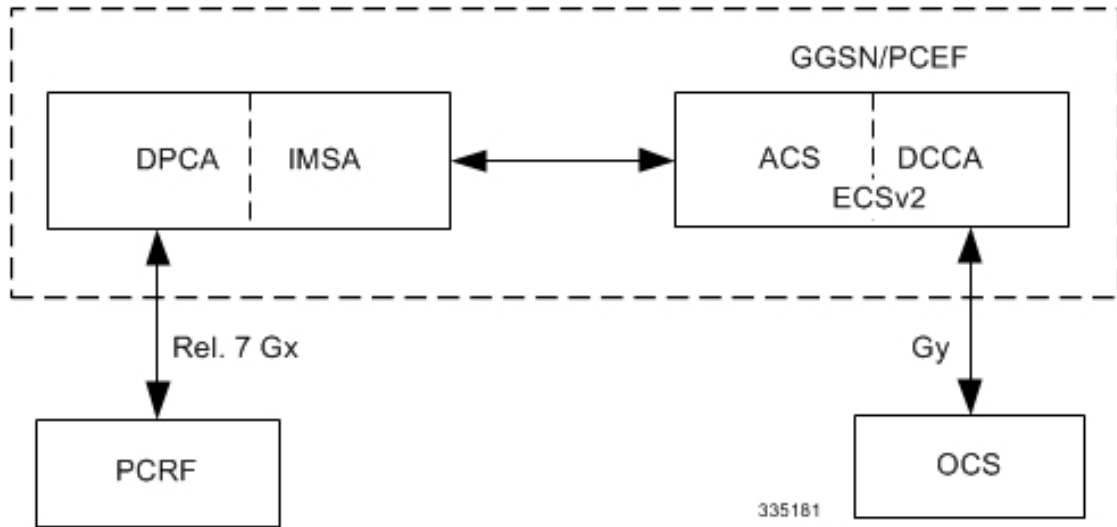 GGSN/PCEF
DPCA
IMSA
ACS
DCCA
ECSv2
Rel. 7 Gx
Gy
PCRF
OCS
335181